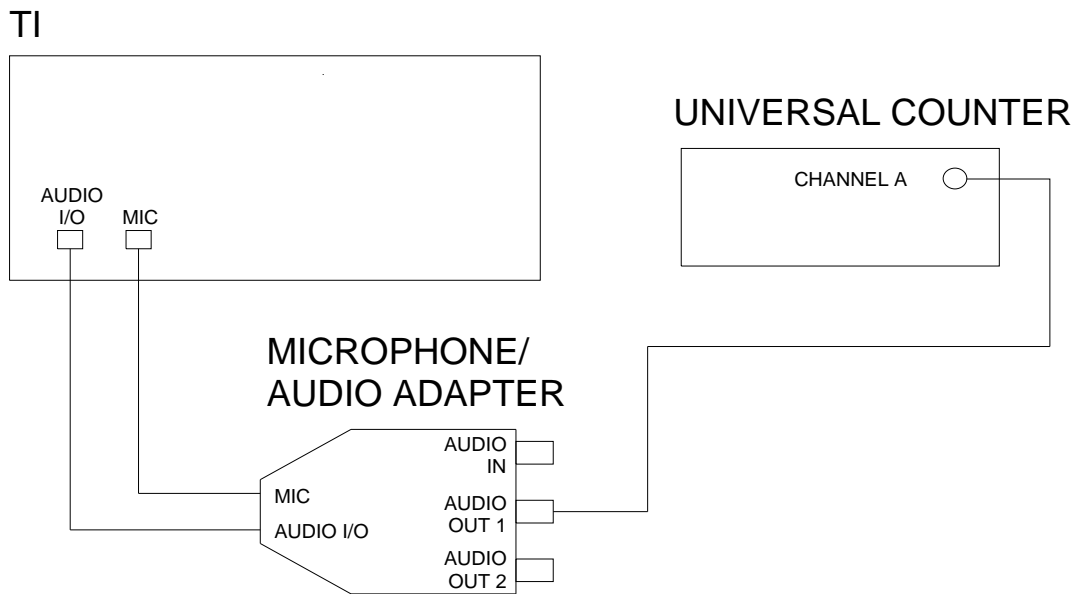 TI
UNIVERSAL COUNTER
CHANNEL A
AUDIO
I/O
MIC
MICROPHONE/
AUDIO ADAPTER
AUDIO
IN
MIC
AUDIO
OUT 1
AUDIO I/O
AUDIO
OUT 2